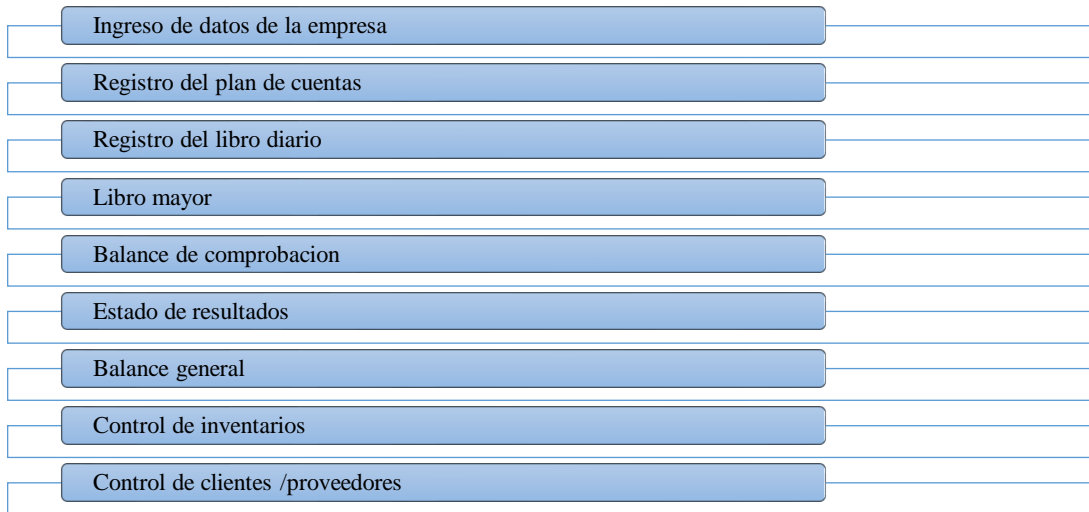 Ingreso de datos de la empresa
Registro del plan de cuentas
Registro del libro diario
Libro mayor
Balance de comprobacion
Estado de resultados
Balance general
Control de inventarios
Control de clientes /proveedores